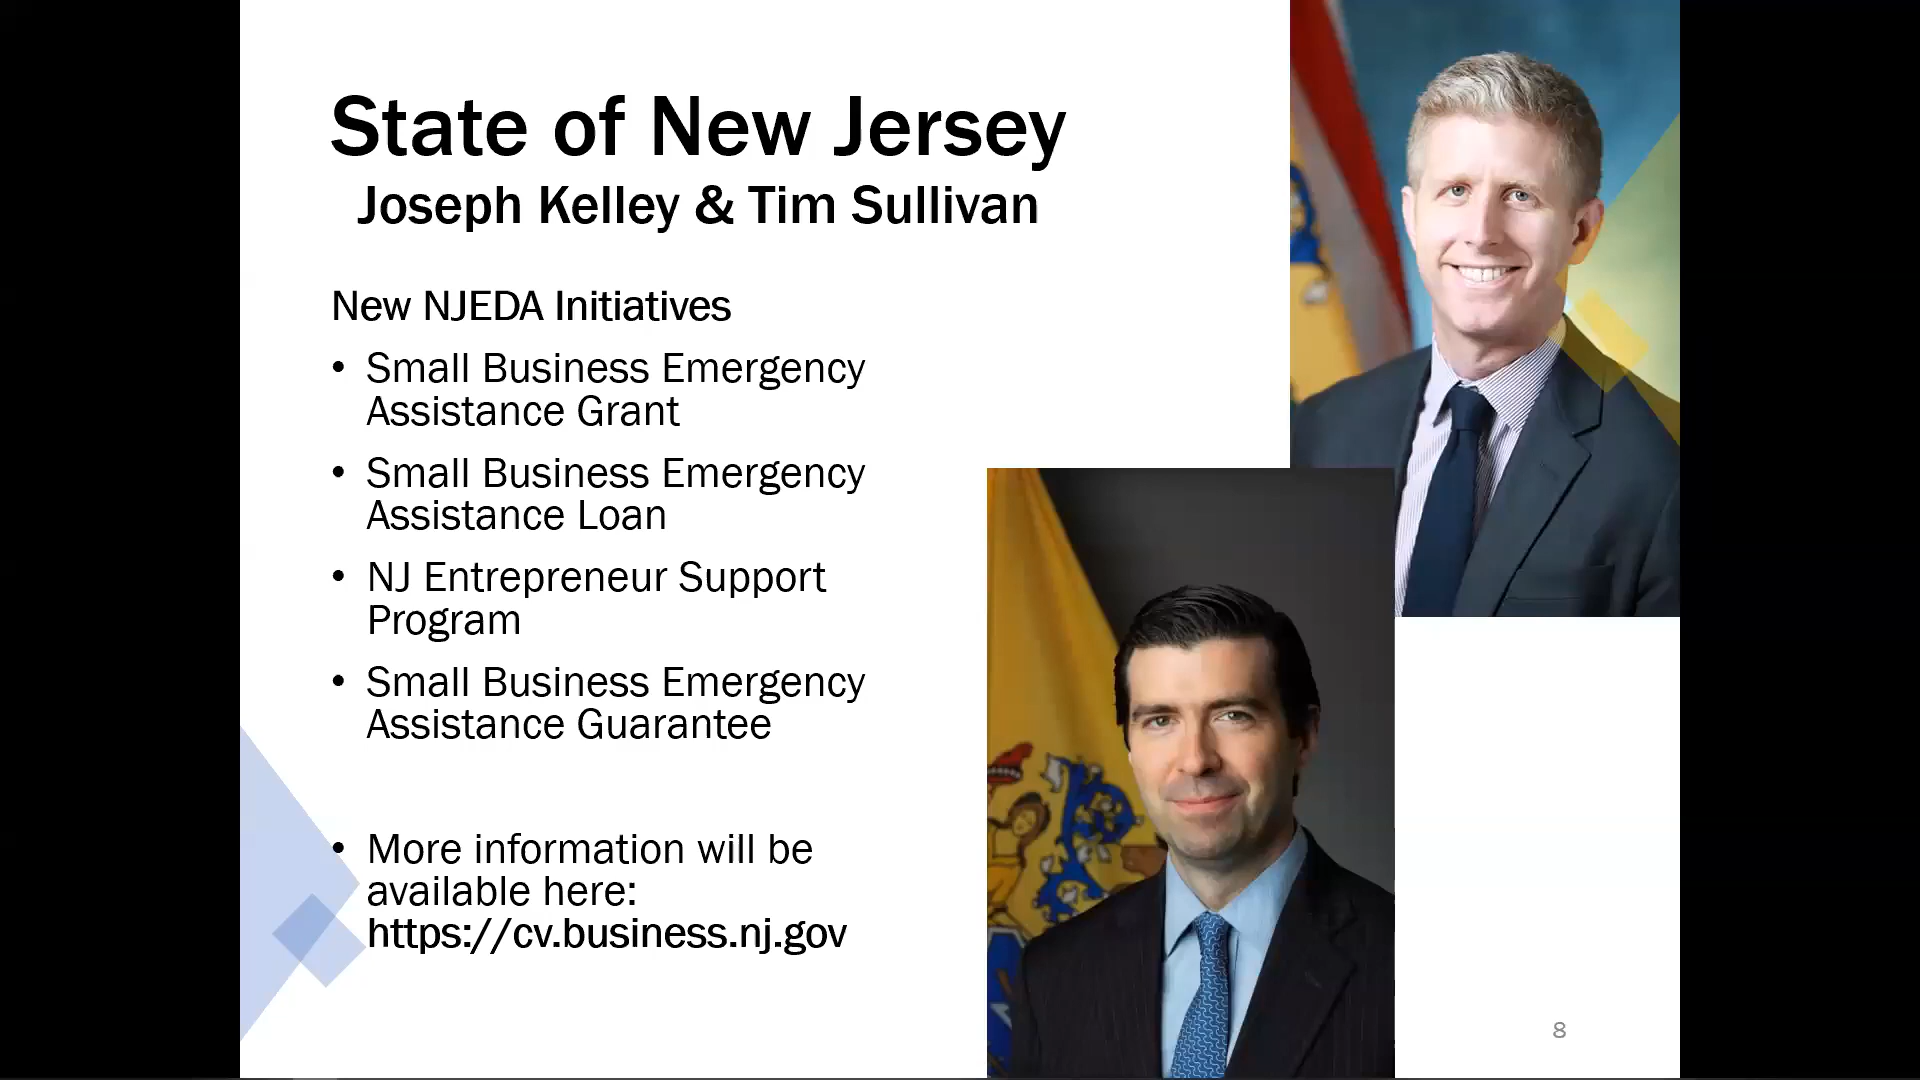 State of New Jersey
Joseph Kelley & Tim Sullivan
New NJEDA Initiatives
• Small Business Emergency
Assistance Grant
• Small Business Emergency
Assistance Loan
• NJ Entrepreneur Support
Program
• Small Business Emergency
Assistance Guarantee
• More information will be
available here:
https://cv.business.nj.gov
8